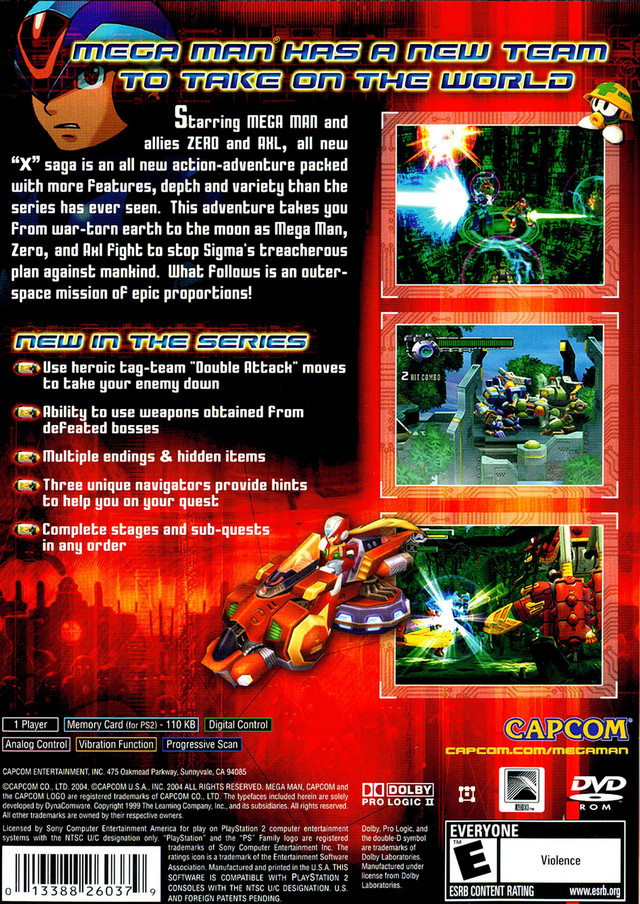 MEGA MAN® HAS A NEW TEAM
TO TAKE ON THE WORLD
Starring MEGA MAN and
allies ZERO and AXL, all new
“X” saga is an all new action-adventure packed
with more features, depth and variety than the
series has ever seen. This adventure takes you
from war-torn earth to the moon as Mega Man,
Zero, and Axl fight to stop Sigma's treacherous
plan against mankind. What follows is an outer-
space mission of epic proportions!
NEW IN THE SERIES
Use heroic tag-team "Double Attack" moves
to take your enemy down
Ability to use weapons obtained from
defeated bosses
Multiple endings & hidden items
Three unique navigators provide hints
to help you on your quest
Complete stages and sub-quests
in any order
2 HIT COMBO
1 Player
Memory Card (for PS2) - 110 KB
Digital Control
Analog Control
Vibration Function
Progressive Scan
CAPCOM®
CAPCOM.COM/MEGAMAN
CAPCOM ENTERTAINMENT, INC. 475 Oakmead Parkway, Sunnyvale, CA 94085
©CAPCOM CO., LTD. 2004, ©CAPCOM U.S.A., INC. 2004 ALL RIGHTS RESERVED. MEGA MAN, CAPCOM and
the CAPCOM LOGO are registered trademarks of CAPCOM CO., LTD. The typefaces included herein are solely
developed by DynaComware. Copyright 1999 The Learning Company, Inc., and its subsidiaries. All rights reserved.
All other trademarks are owned by their respective owners.
DOLBY
PRO LOGIC II
DVD
ROM
Licensed by Sony Computer Entertainment America for play on PlayStation 2 computer entertainment
systems with the NTSC U/C designation only. "PlayStation" and the "PS" Family logo are registered
trademarks of Sony Computer Entertainment Inc. The
ratings icon is a trademark of the Entertainment Software
Association. Manufactured and printed in the U.S.A. THIS
SOFTWARE IS COMPATIBLE WITH PLAYSTATION 2
CONSOLES WITH THE NTSC U/C DESIGNATION. U.S.
AND FOREIGN PATENTS PENDING.
0 13388 26037 9
Dolby, Pro Logic, and
the double-D symbol
are trademarks of
Dolby Laboratories.
Manufactured under
license from Dolby
Laboratories.
EVERYONE
E
Violence
ESRB CONTENT RATING
www.esrb.org